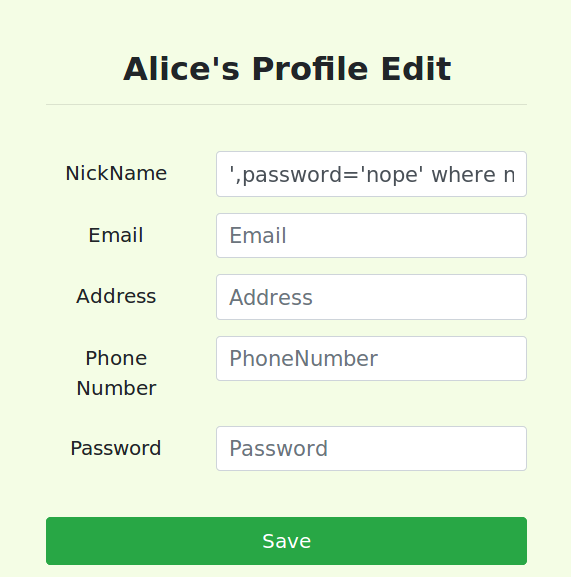 Alice's Profile Edit
NickName
',password='nope' where n
Email
Email
Address
Address
Phone
Number
PhoneNumber
Password
Password
Save